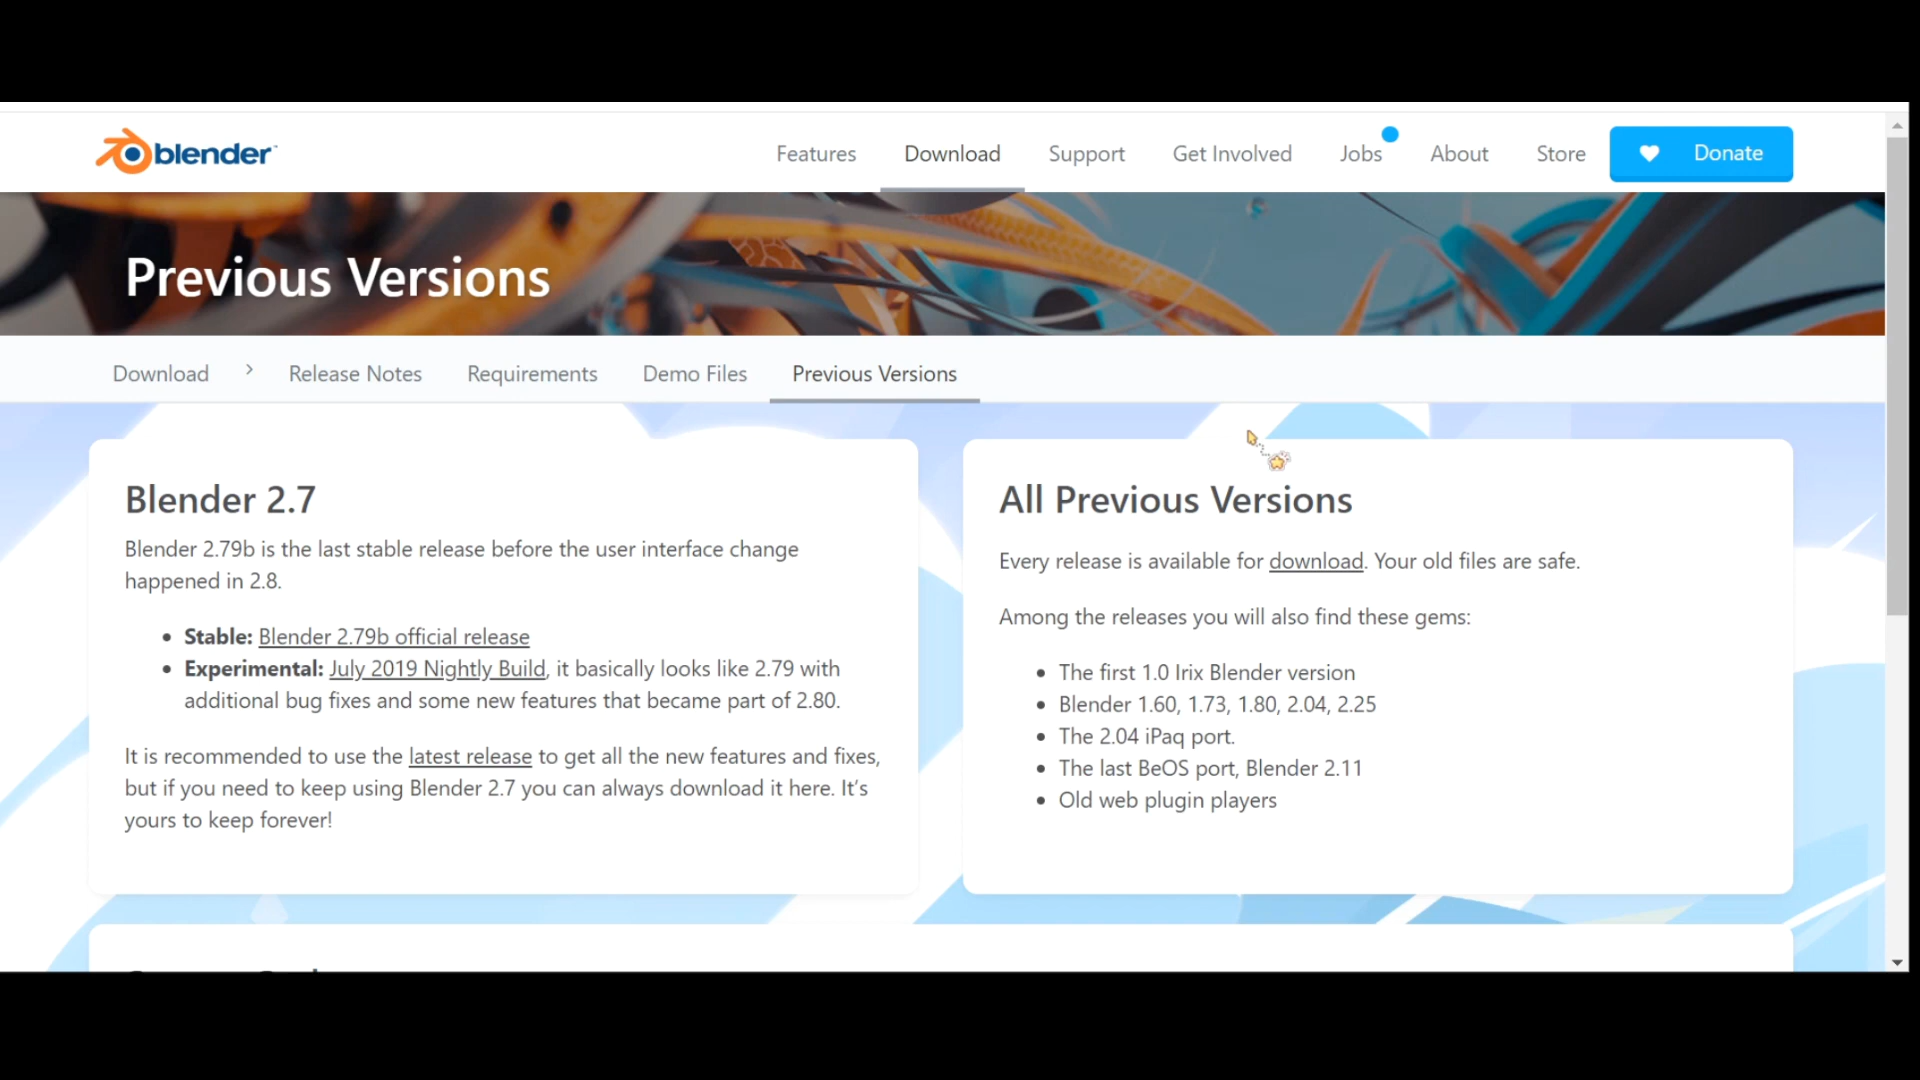 blender
Features Download Support Get Involved Jobs About Store Donate
Previous Versions
Download Release Notes Requirements Demo Files Previous Versions
Blender 2.7
Blender 2.79b is the last stable release before the user interface change
happened in 2.8.
• Stable: Blender 2.79b official release
• Experimental: July 2019 Nightly Build, it basically looks like 2.79 with
additional bug fixes and some new features that became part of 2.80.
It is recommended to use the latest release to get all the new features and fixes,
but if you need to keep using Blender 2.7 you can always download it here. It’s
yours to keep forever!
All Previous Versions
Every release is available for download. Your old files are safe.
Among the releases you will also find these gems:
• The first 1.0 Irix Blender version
• Blender 1.60, 1.73, 1.80, 2.04, 2.25
• The 2.04 iPaq port.
• The last BeOS port, Blender 2.11
• Old web plugin players